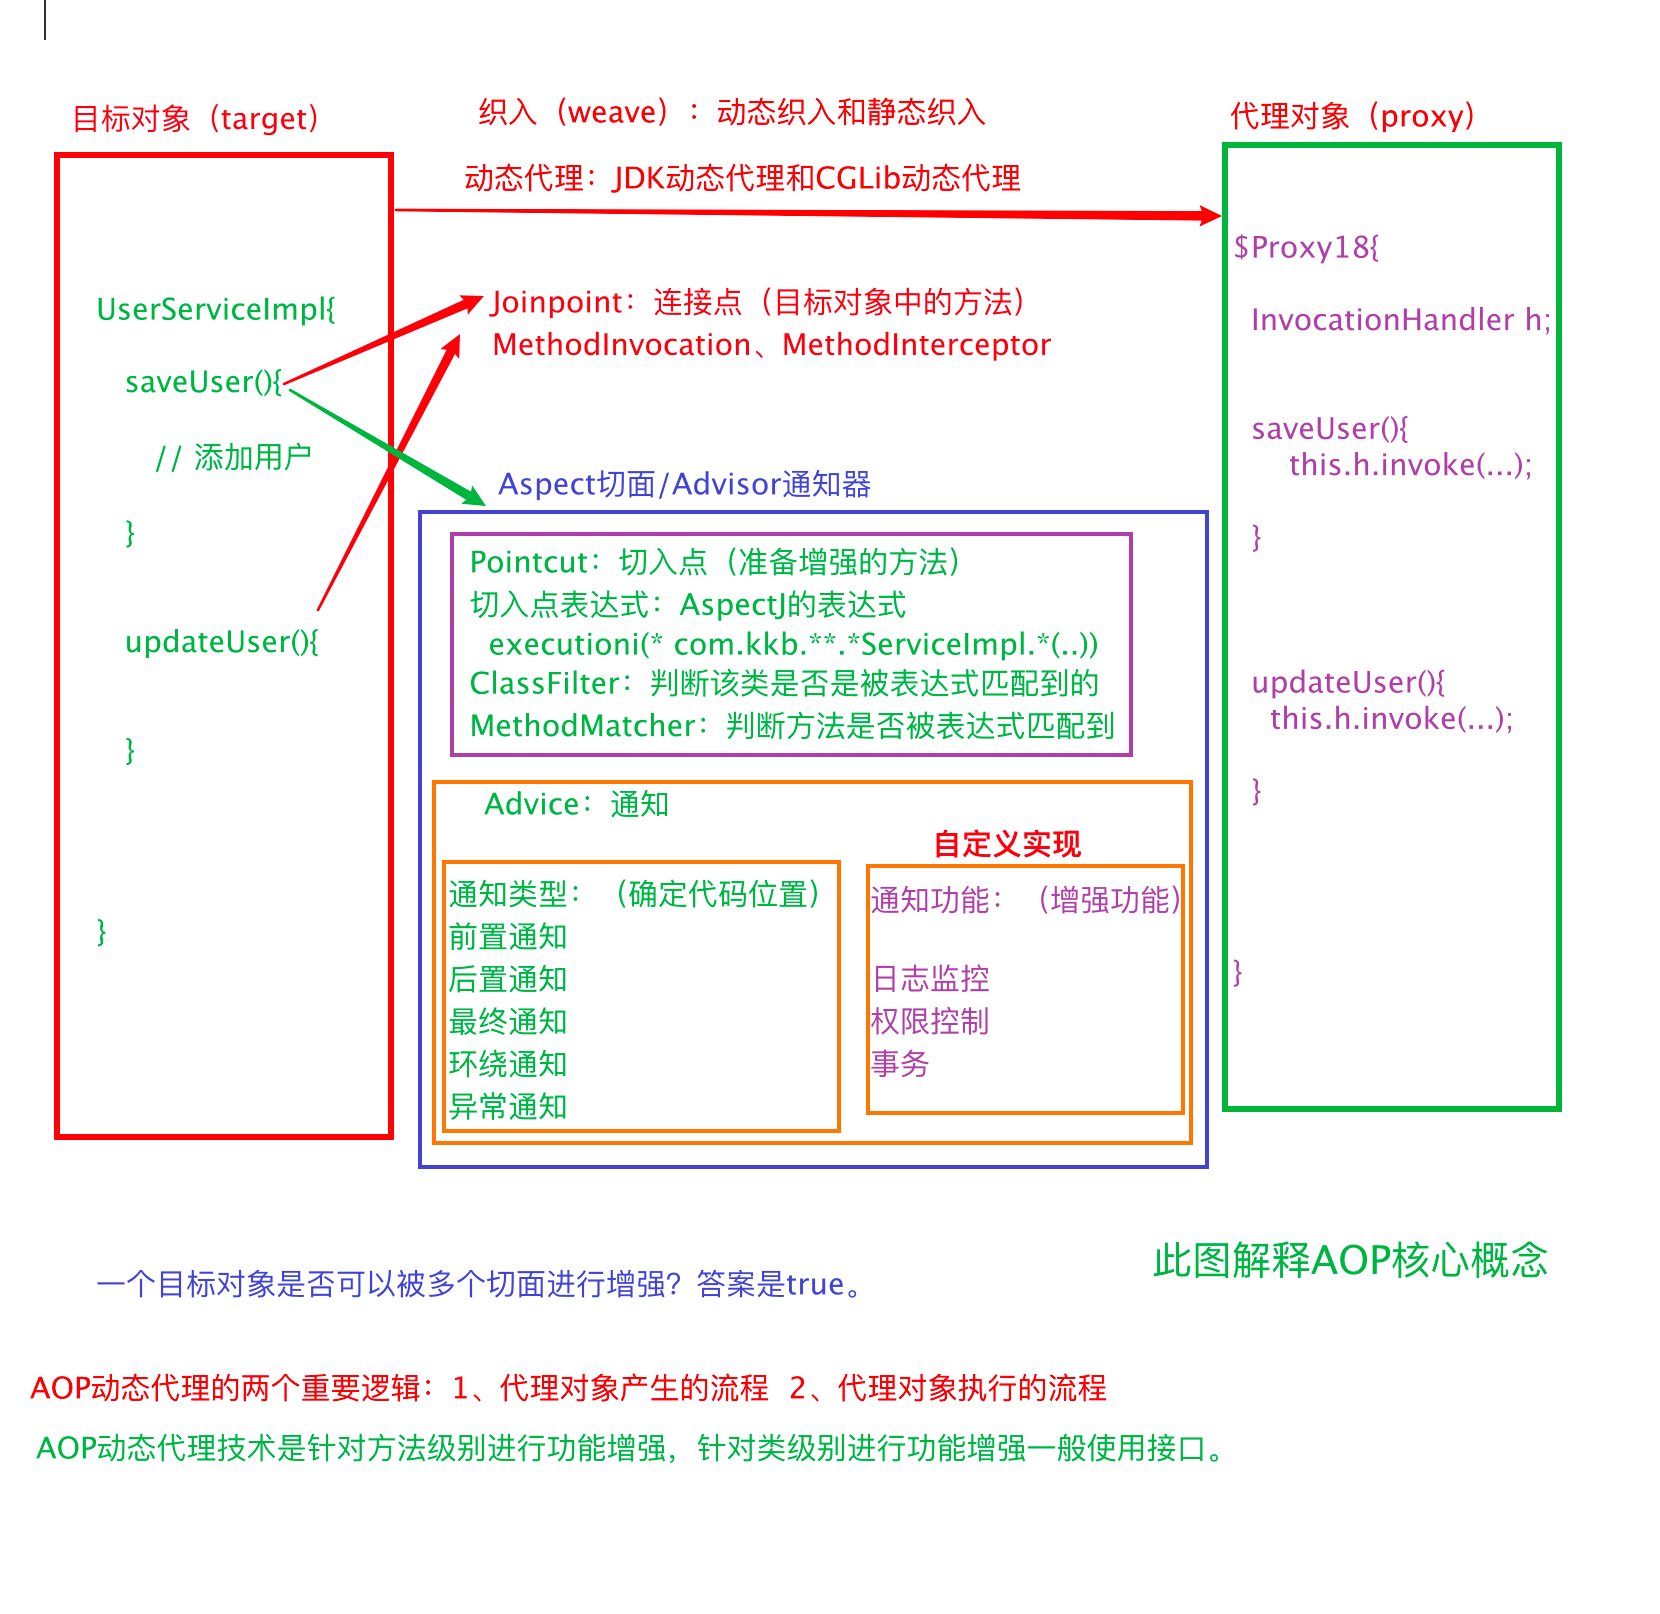 目标对象（target）
UserServiceImpl{
saveUser(){
// 添加用户
}
updateUser(){
}
}
织入（weave）：动态织入和静态织入
动态代理：JDK动态代理和CGLib动态代理
Joinpoint：连接点（目标对象中的方法）
MethodInvocation、MethodInterceptor
Aspect切面/Advisor通知器
Pointcut：切入点（准备增强的方法）
切入点表达式：AspectJ的表达式
executioni(* com.kkb.**.*ServiceImpl.*(..))
ClassFilter：判断该类是否是被表达式匹配到的
MethodMatcher：判断方法是否被表达式匹配到
Advice：通知
通知类型：（确定代码位置）
前置通知
后置通知
最终通知
环绕通知
异常通知
自定义实现
通知功能：（增强功能）
日志监控
权限控制
事务
代理对象（proxy）
$Proxy18{
InvocationHandler h;
saveUser(){
this.h.invoke(...);
}
updateUser(){
this.h.invoke(...);
}
}
此图解释AOP核心概念
一个目标对象是否可以被多个切面进行增强？答案是true。
AOP动态代理的两个重要逻辑：1、代理对象产生的流程 2、代理对象执行的流程
AOP动态代理技术是针对方法级别进行功能增强，针对类级别进行功能增强一般使用接口。